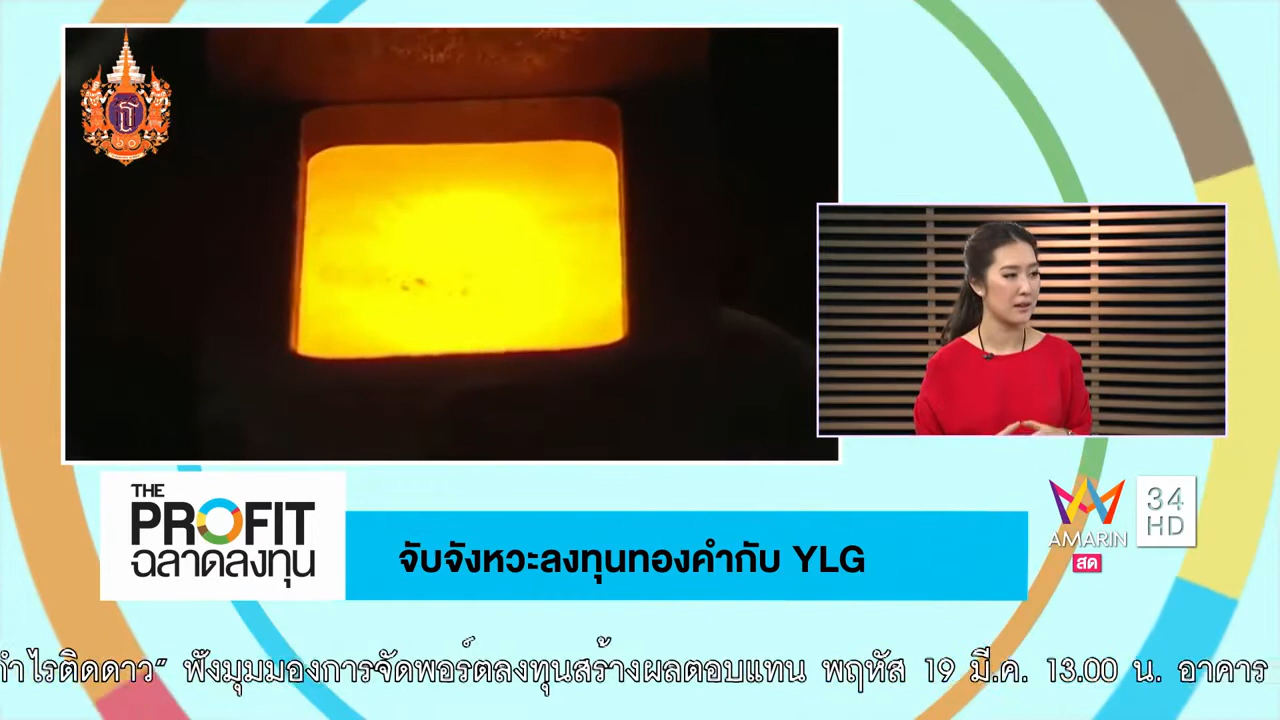 THE
PROFIT
ฉลาดลงทุน
จับจังหวะลงทุนทองคำกับ YLG
34
HD
AMARIN
สด
กำไรติดดาว” ฟังมุมมองการจัดพอร์ตลงทุนสร้างผลตอบแทน พฤหัส 19 มี.ค. 13.00 น. อาคาร